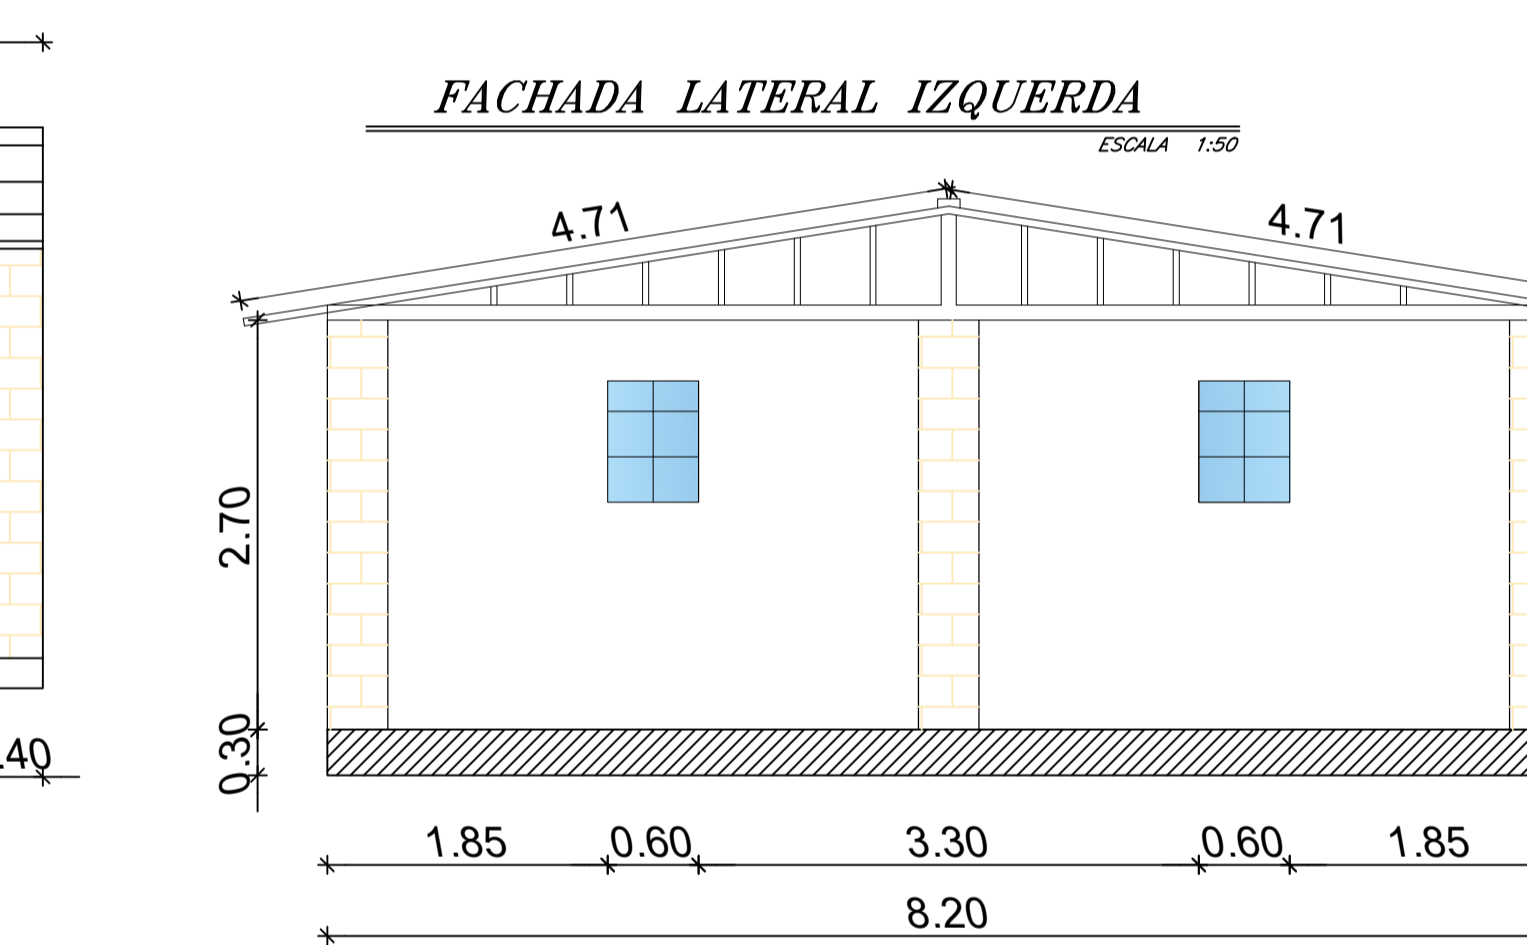 FACHADA LATERAL IZQUERDA
ESCALA 1:50
4.71 4.71
2.70
0.30
.40
1.85 0.60 3.30 0.60 1.85
8.20